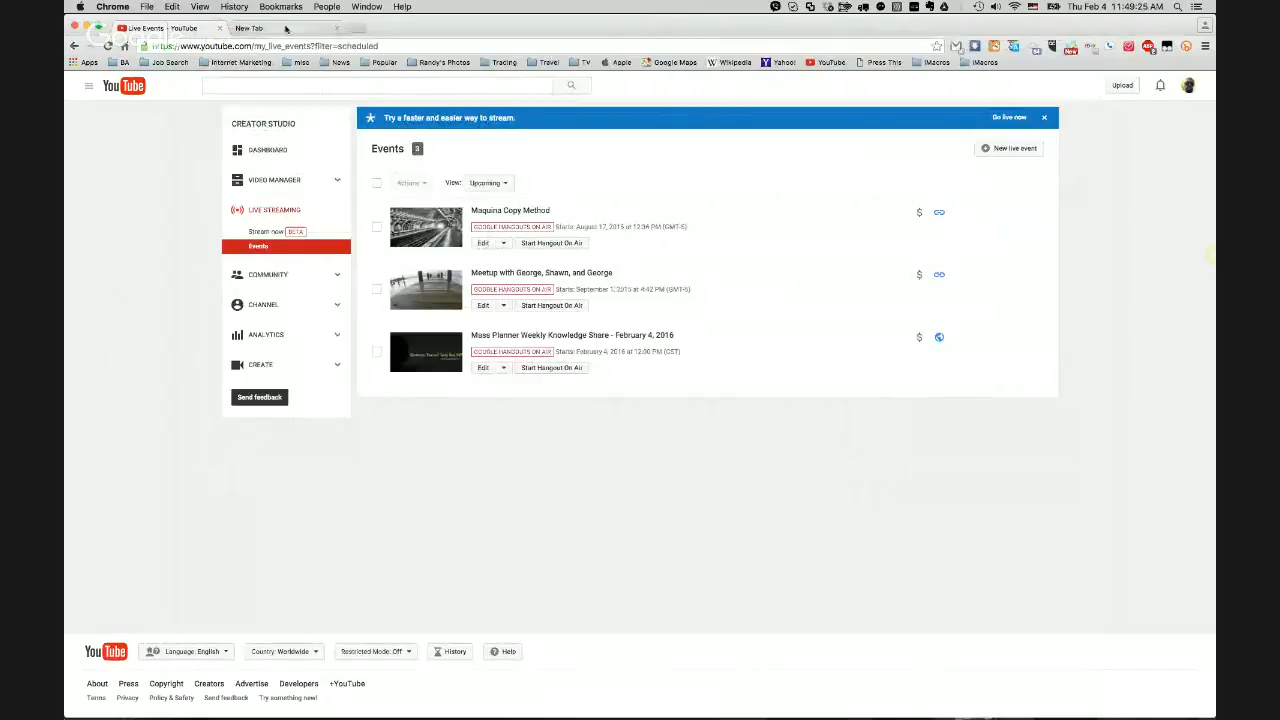 Chrome File Edit View History Bookmarks People Window Help Thu Feb 4 11:49:25 AM
Live Events - YouTube New Tab
Google
https://www.youtube.com/my_live_events?filter=scheduled
Apps BA Job Search Internet Marketing misc News Popular Randy's Photos Trading Travel TV Apple Google Maps Wikipedia Yahoo! YouTube Press This iMacros iMacros
YouTube Upload
CREATOR STUDIO
DASHBOARD
VIDEO MANAGER
LIVE STREAMING
Stream now BETA
Events
COMMUNITY
CHANNEL
ANALYTICS
CREATE
Send feedback
Try a faster and easier way to stream. Go live now
Events 3 New live event
Actions View: Upcoming
Maquina Copy Method
GOOGLE HANGOUTS ON AIR Starts: August 17, 2015 at 12:36 PM (GMT-5)
Edit Start Hangout On Air
Meetup with George, Shawn, and George
GOOGLE HANGOUTS ON AIR Starts: September 1, 2015 at 4:42 PM (GMT-5)
Edit Start Hangout On Air
Mass Planner Weekly Knowledge Share - February 4, 2016
GOOGLE HANGOUTS ON AIR Starts: February 4, 2016 at 12:00 PM (CST)
Edit Start Hangout On Air
YouTube Language: English Country: Worldwide Restricted Mode: Off History Help
About Press Copyright Creators Advertise Developers +YouTube
Terms Privacy Policy & Safety Send feedback Try something new!